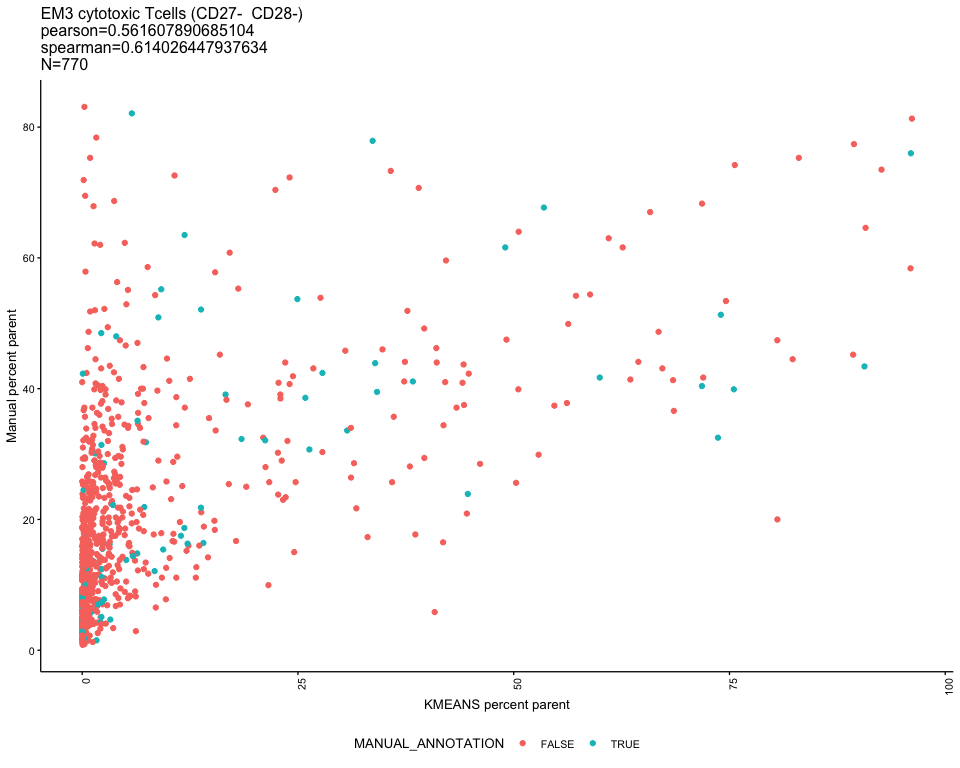 EM3 cytotoxic Tcells (CD27-  CD28-)
pearson=0.561607890685104
spearman=0.614026447937634
N=770
80
60
40
20
0
Manual percent parent
0
25
50
75
100
KMEANS percent parent
MANUAL_ANNOTATION FALSE TRUE